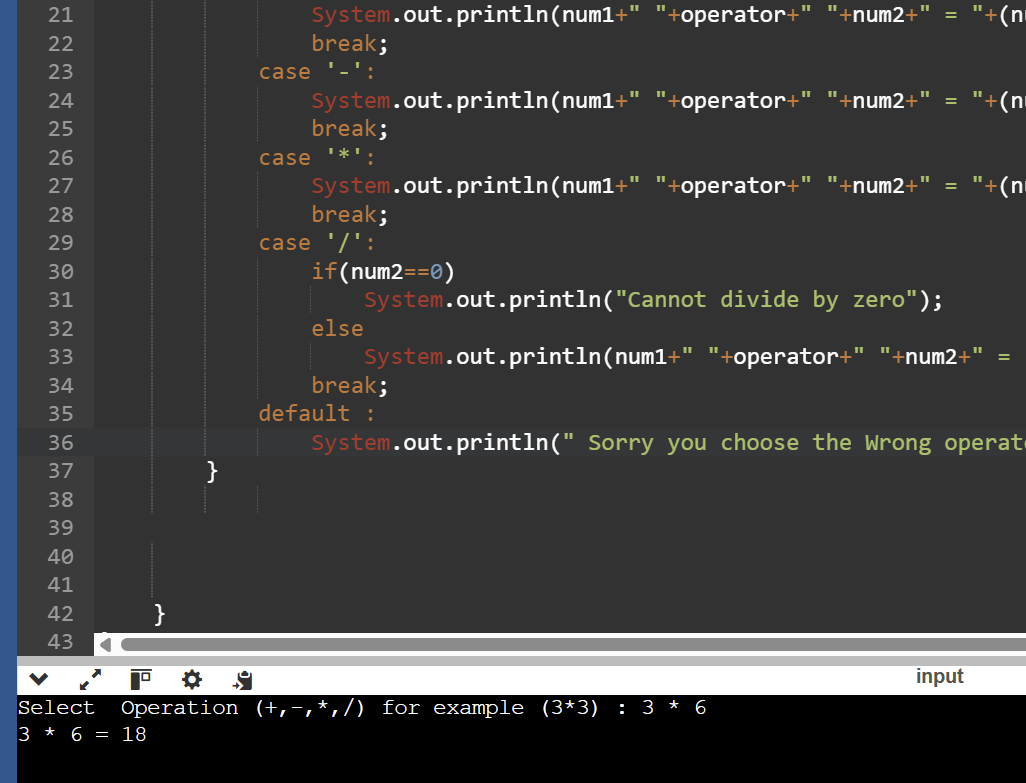 21 System.out.println(num1+" "+operator+" "+num2+" = "+(
22 break;
23 case '-':
24 System.out.println(num1+" "+operator+" "+num2+" = "+(
25 break;
26 case '*':
27 System.out.println(num1+" "+operator+" "+num2+" = "+(
28 break;
29 case '/':
30 if(num2==0)
31 System.out.println("Cannot divide by zero");
32 else
33 System.out.println(num1+" "+operator+" "+num2+" =
34 break;
35 default :
36 System.out.println(" Sorry you choose the Wrong
37 }
38
39
40
41
42 }
43
input
Select  Operation (+,-,*,/) for example (3*3) : 3 * 6
3 * 6 = 18